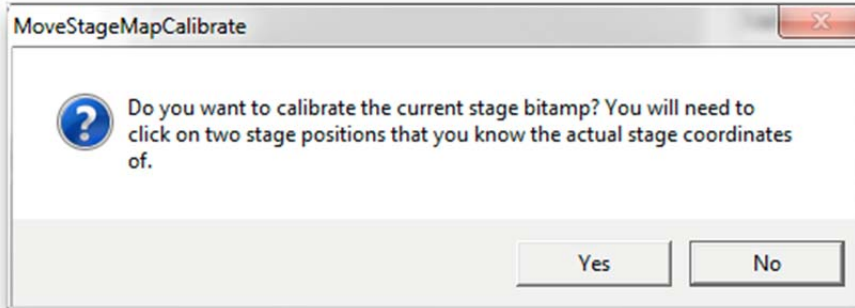 MoveStageMapCalibrate
Do you want to calibrate the current stage bitamp? You will need to
click on two stage positions that you know the actual stage coordinates
of.
Yes
No